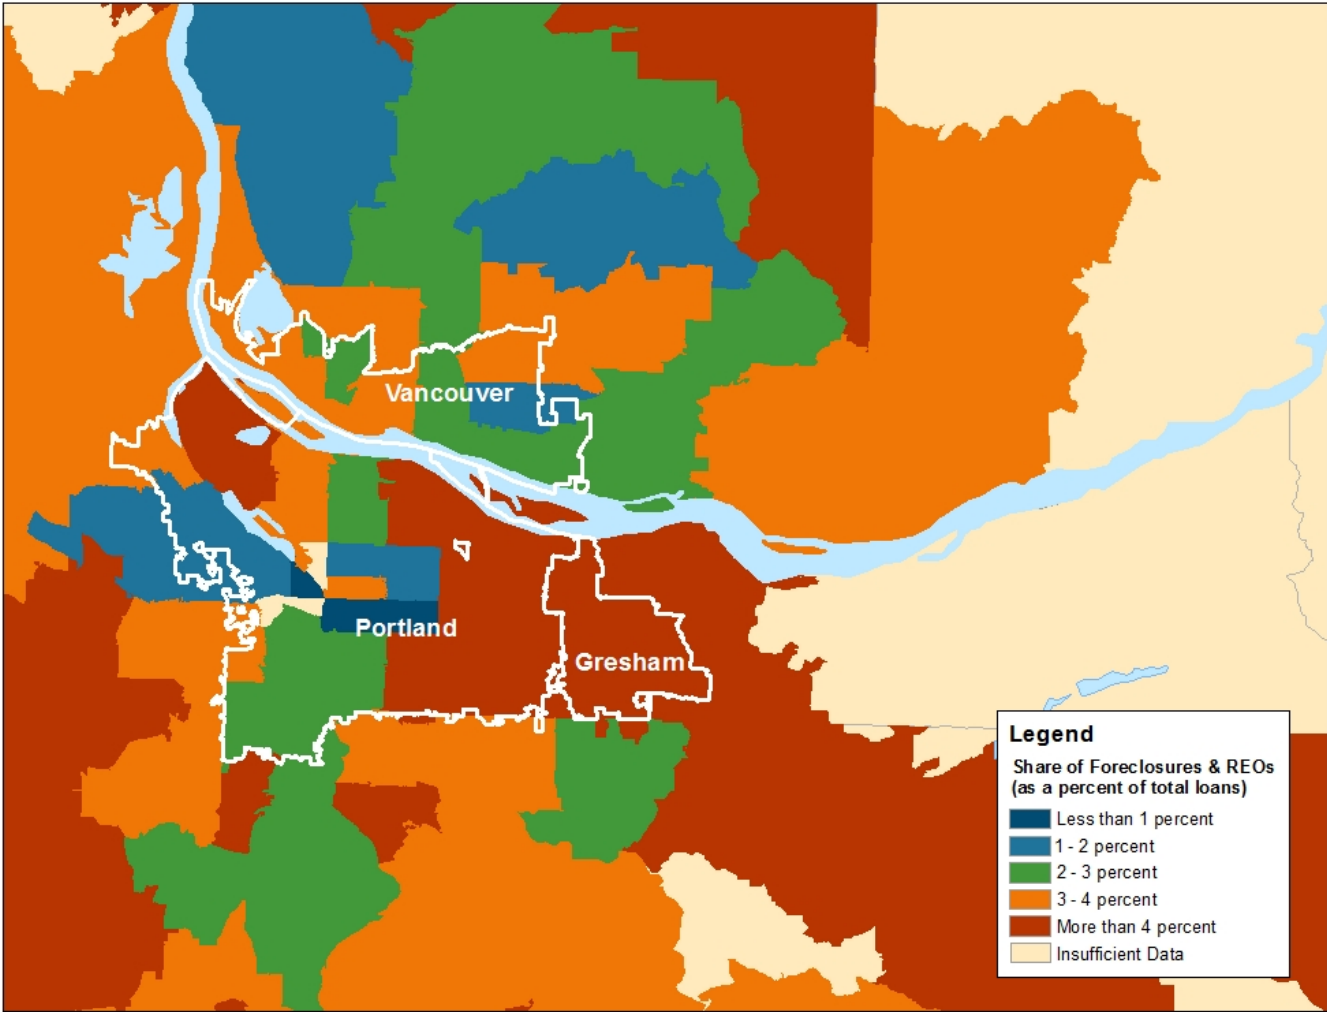 Vancouver
Portland
Gresham
Legend
Share of Foreclosures & REOs
(as a percent of total loans)
Less than 1 percent
1 - 2 percent
2 - 3 percent
3 - 4 percent
More than 4 percent
Insufficient Data